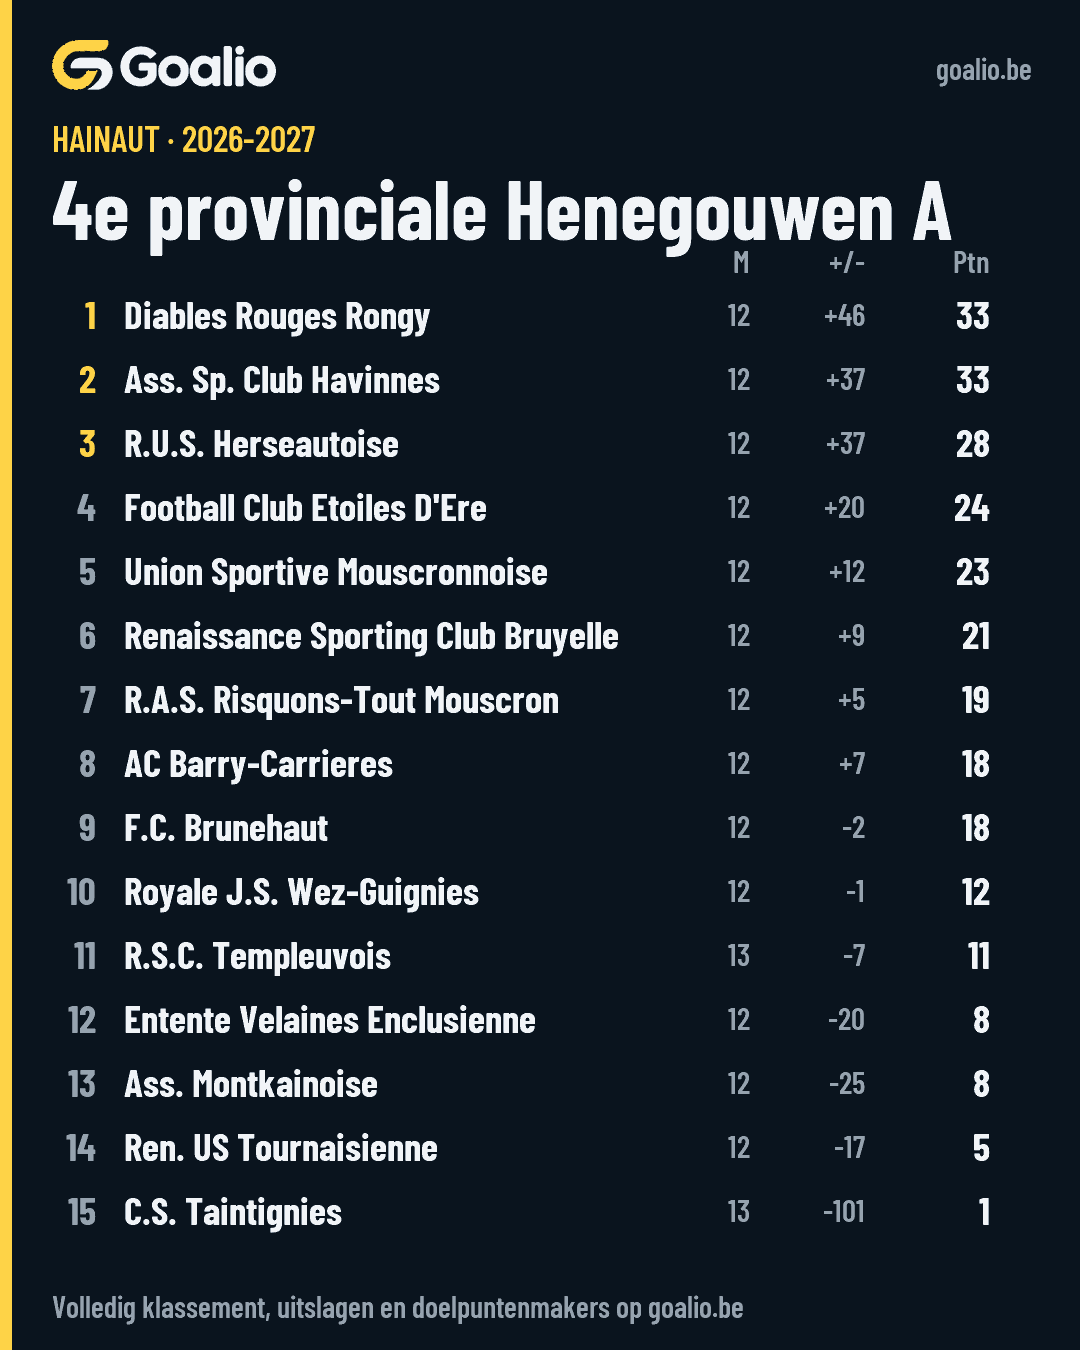 Goalio
goalio.be
HAINAUT · 2026-2027
4e provinciale Henegouwen A
M +/- Ptn
1 Diables Rouges Rongy 12 +46 33
2 Ass. Sp. Club Havinnes 12 +37 33
3 R.U.S. Herseautoise 12 +37 28
4 Football Club Etoiles D'Ere 12 +20 24
5 Union Sportive Mouscronnoise 12 +12 23
6 Renaissance Sporting Club Bruyelle 12 +9 21
7 R.A.S. Risquons-Tout Mouscron 12 +5 19
8 AC Barry-Carrieres 12 +7 18
9 F.C. Brunehaut 12 -2 18
10 Royale J.S. Wez-Guignies 12 -1 12
11 R.S.C. Templeuvois 13 -7 11
12 Entente Velaines Enclusienne 12 -20 8
13 Ass. Montkainoise 12 -25 8
14 Ren. US Tournaisienne 12 -17 5
15 C.S. Taintignies 13 -101 1
Volledig klassement, uitslagen en doelpuntenmakers op goalio.be